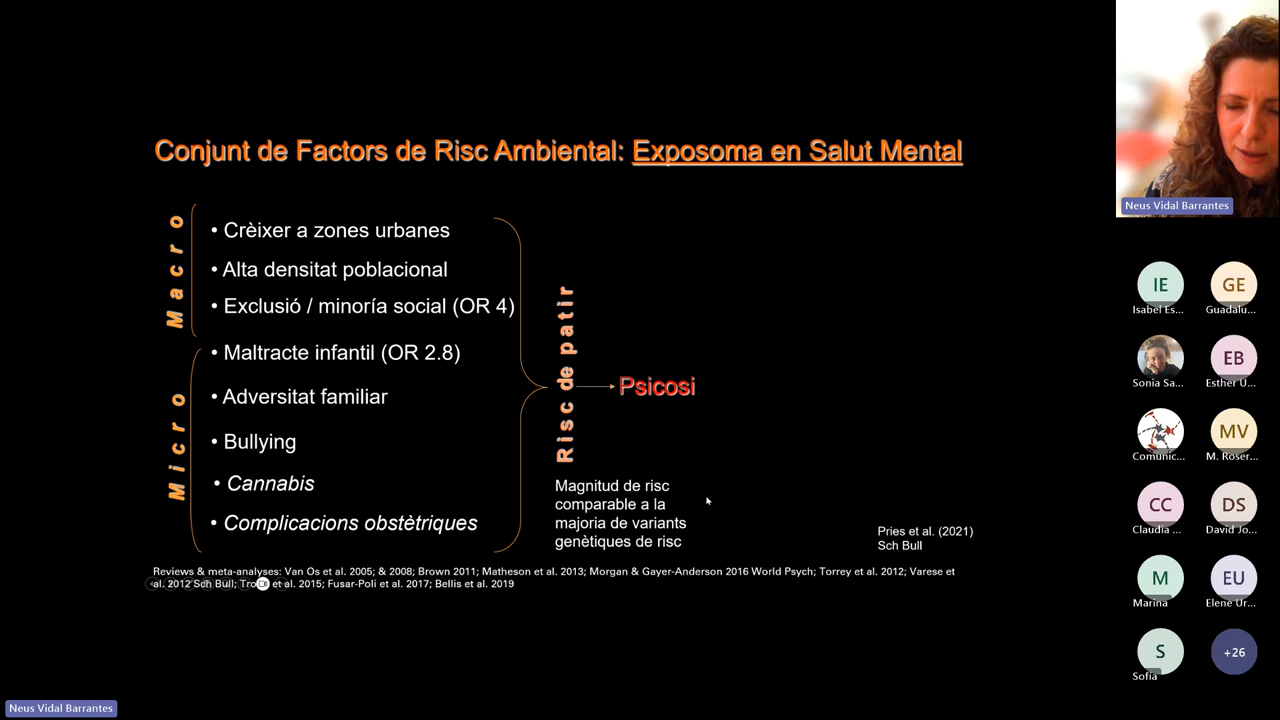 Conjunt de Factors de Risc Ambiental: Exposoma en Salut Mental
Macro
• Crèixer a zones urbanes
• Alta densitat poblacional
• Exclusió / minoría social (OR 4)
Micro
• Maltracte infantil (OR 2.8)
• Adversitat familiar
• Bullying
• Cannabis
• Complicacions obstètriques
Risc de patir
Psicosi
Magnitud de risc
comparable a la
majoria de variants
genètiques de risc
Pries et al. (2021)
Sch Bull
Reviews & meta-analyses: Van Os et al. 2005; & 2008; Brown 2011; Matheson et al. 2013; Morgan & Gayer-Anderson 2016 World Psych; Torrey et al. 2012; Varese et
al. 2012 Sch Bull; et al. 2015; Fusar-Poli et al. 2017; Bellis et al. 2019
Neus Vidal Barrantes
IE
Isabel Es...
GE
Guadalu...
Sonia Sa...
EB
Esther U...
Comunic...
MV
M. Roser...
CC
Claudia ...
DS
David Jo...
M
Marina
EU
Elene Ur...
S
Sofía
+26
Neus Vidal Barrantes